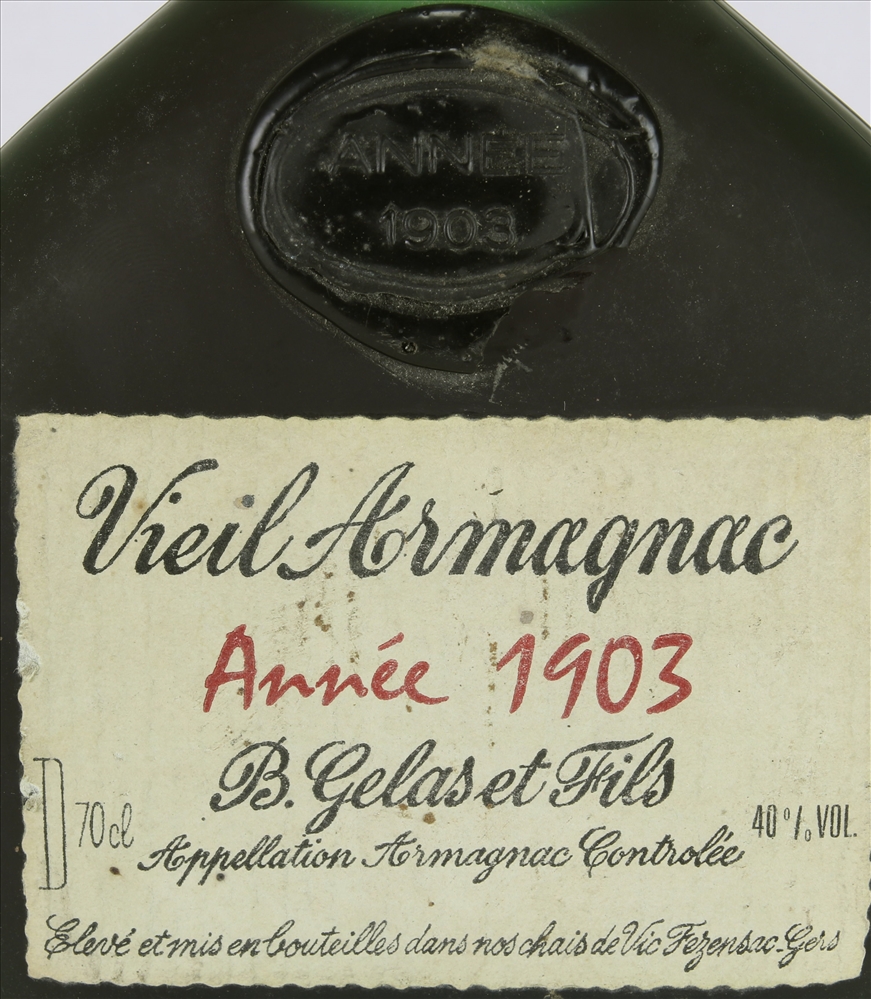 ANNÉE
1903
Vieil Armagnac
Année 1903
B. Gelas et Fils
D 70cl
40% VOL.
Appellation Armagnac Controlée
Elevé et mis en bouteilles dans nos chais de Vic Fezensac-Gers